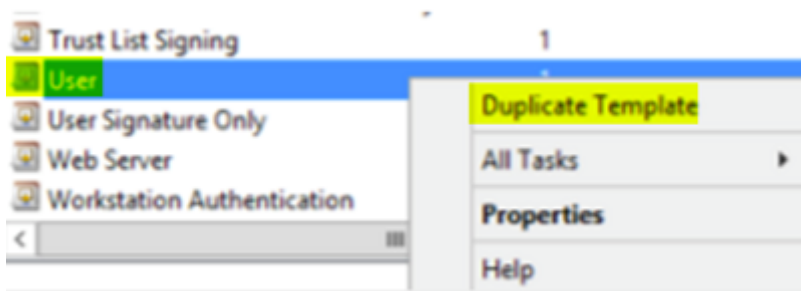 Trust List Signing 1
User
Duplicate Template
User Signature Only
Web Server
All Tasks
Workstation Authentication
Properties
Help